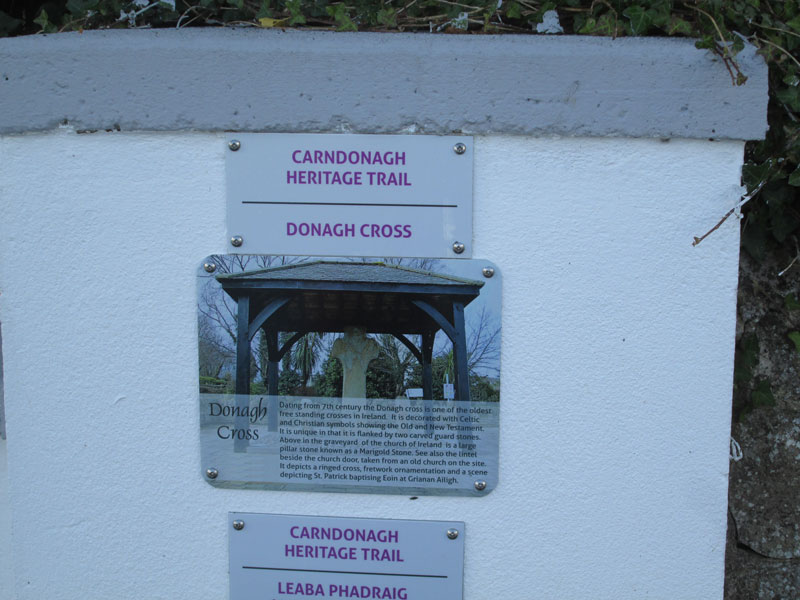 CARNDONAGH
HERITAGE TRAIL
DONAGH CROSS
Donagh
Cross
Dating from 7th century the Donagh cross is one of the oldest
free standing crosses in Ireland. It is decorated with Celtic
and Christian symbols showing the Old and New Testament.
It is unique in that it is flanked by two carved guard stones.
Above in the graveyard of the church of Ireland is a large
pillar stone known as a Marigold Stone. See also the lintel
beside the church door, taken from an old church on the site.
It depicts a ringed cross, fretwork ornamentation and a scene
depicting St. Patrick baptising Eoin at Grianan Ailigh.
CARNDONAGH
HERITAGE TRAIL
LEABA PHADRAIG